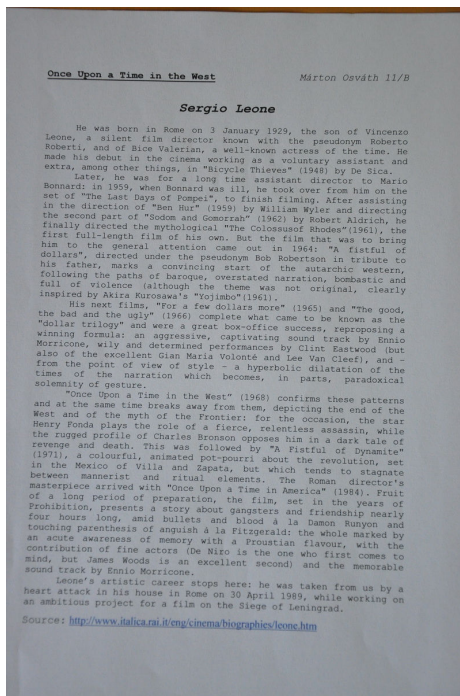 Once Upon a Time in the West Márton Osváth 11/B
Sergio Leone
He was born in Rome on 3 January 1929, the son of Vincenzo
Leone, a silent film director known with the pseudonym Roberto
Roberti, and of Bice Valerian, a well-known actress of the time. He
made his debut in the cinema working as a voluntary assistant and
extra, among other things, in "Bicycle Thieves" (1948) by De Sica.
Later, he was for a long time assistant director to Mario
Bonnard: in 1959, when Bonnard was ill, he took over from him on the
set of "The Last Days of Pompei", to finish filming. After assisting
in the direction of "Ben Hur" (1959) by William Wyler and directing
the second part of "Sodom and Gomorrah" (1962) by Robert Aldrich, he
finally directed the mythological "The Colossusof Rhodes"(1961), the
first full-length film of his own. But the film that was to bring
him to the general attention came out in 1964: "A fistful of
dollars", directed under the pseudonym Bob Robertson in tribute to
his father, marks a convincing start of the autarchic western,
following the paths of baroque, overstated narration, bombastic and
full of violence (although the theme was not original, clearly
inspired by Akira Kurosawa's "Yojimbo"(1961).
His next films, "For a few dollars more" (1965) and "The good,
the bad and the ugly" (1966) complete what came to be known as the
"dollar trilogy" and were a great box-office success, reproposing a
winning formula: an aggressive, captivating sound track by Ennio
Morricone, wily and determined performances by Clint Eastwood (but
also of the excellent Gian Maria Volonté and Lee Van Cleef), and -
from the point of view of style - a hyperbolic dilatation of the
times of the narration which becomes, in parts, paradoxical
solemnity of gesture.
"Once Upon a Time in the West" (1968) confirms these patterns
and at the same time breaks away from them, depicting the end of the
West and of the myth of the Frontier: for the occasion, the star
Henry Fonda plays the role of a fierce, relentless assassin, while
the rugged profile of Charles Bronson opposes him in a dark tale of
revenge and death. This was followed by "A Fistful of Dynamite"
(1971), a colourful, animated pot-pourri about the revolution, set
in the Mexico of Villa and Zapata, but which tends to stagnate
between mannerist and ritual elements. The Roman director's
masterpiece arrived with "Once Upon a Time in America" (1984). Fruit
of a long period of preparation, the film, set in the years of
Prohibition, presents a story about gangsters and friendship nearly
four hours long, amid bullets and blood á la Damon Runyon and
touching parenthesis of anguish á la Fitzgerald: the whole marked by
an acute awareness of memory with a Proustian flavour, with the
contribution of fine actors (De Niro is the one who first comes to
mind, but James Woods is an excellent second) and the memorable
sound track by Ennio Morricone.
Leone's artistic career stops here: he was taken from us by a
heart attack in his house in Rome on 30 April 1989, while working on
an ambitious project for a film on the Siege of Leningrad.
Source: http://www.italica.rai.it/eng/cinema/biographies/leone.htm